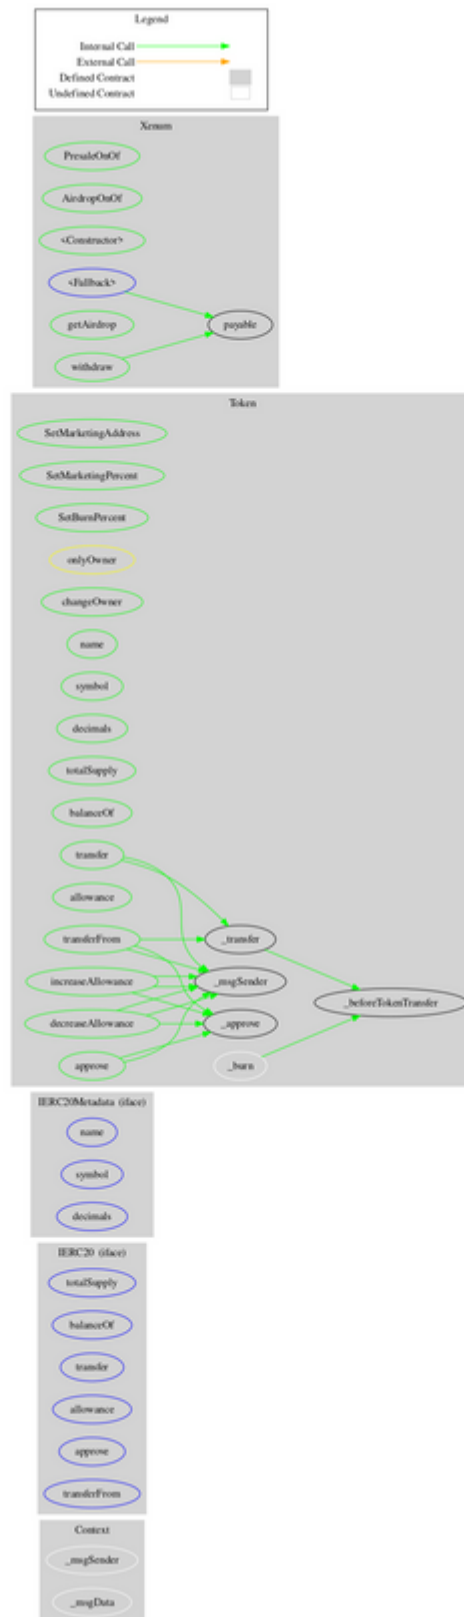 Legend
Internal Call
External Call
Defined Contract
Undefined Contract
Xenum
PresaleOnOf
AirdropOnOf
<Constructor>
<Fallback>
getAirdrop
payable
withdraw
Token
SetMarketingAddress
SetMarketingPercent
SetBurnPercent
onlyOwner
changeOwner
name
symbol
decimals
totalSupply
balanceOf
transfer
allowance
transferFrom
_transfer
increaseAllowance
_msgSender
_beforeTokenTransfer
decreaseAllowance
_approve
approve
_burn
IERC20Metadata (iface)
name
symbol
decimals
IERC20 (iface)
totalSupply
balanceOf
transfer
allowance
approve
transferFrom
Context
_msgSender
_msgData